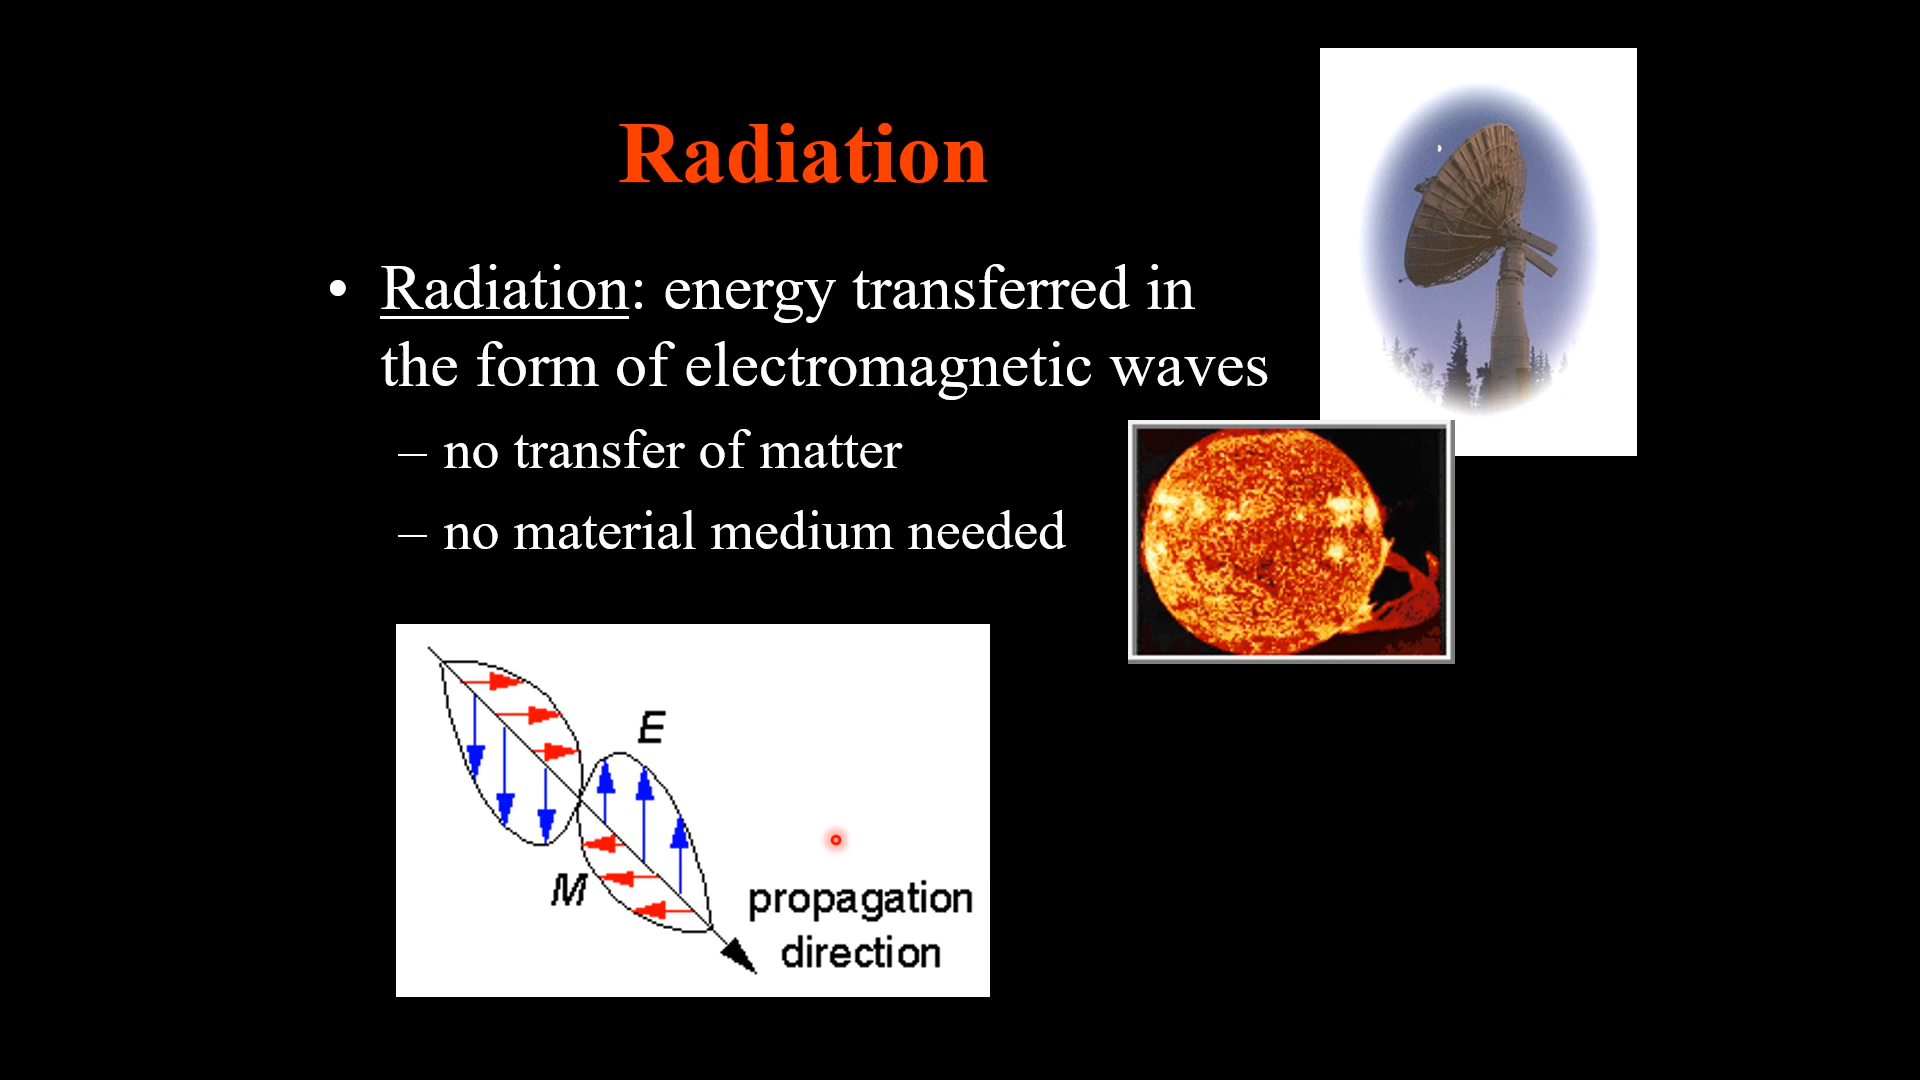 Radiation
• Radiation: energy transferred in
the form of electromagnetic waves
– no transfer of matter
– no material medium needed
E
M
propagation
direction